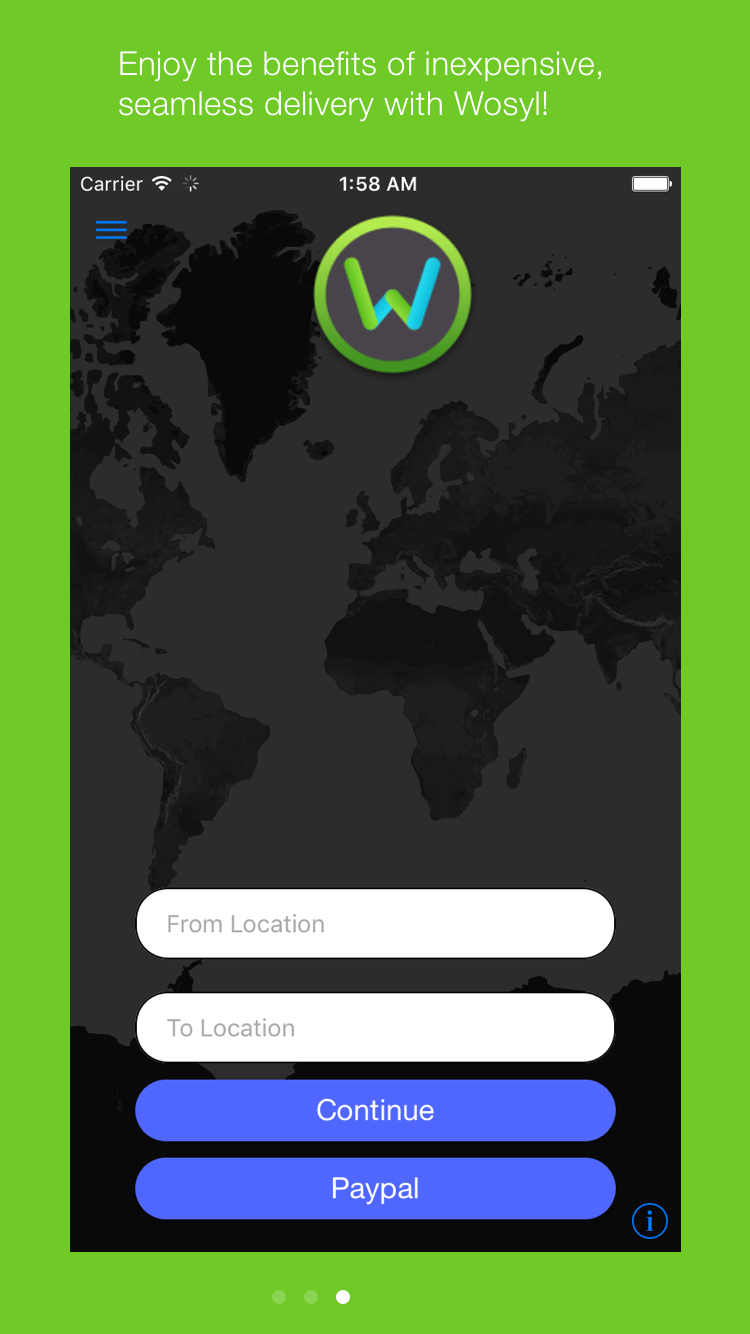 Enjoy the benefits of inexpensive,
seamless delivery with Wosyl!
Carrier 1:58 AM
W
From Location
To Location
Continue
Paypal
i